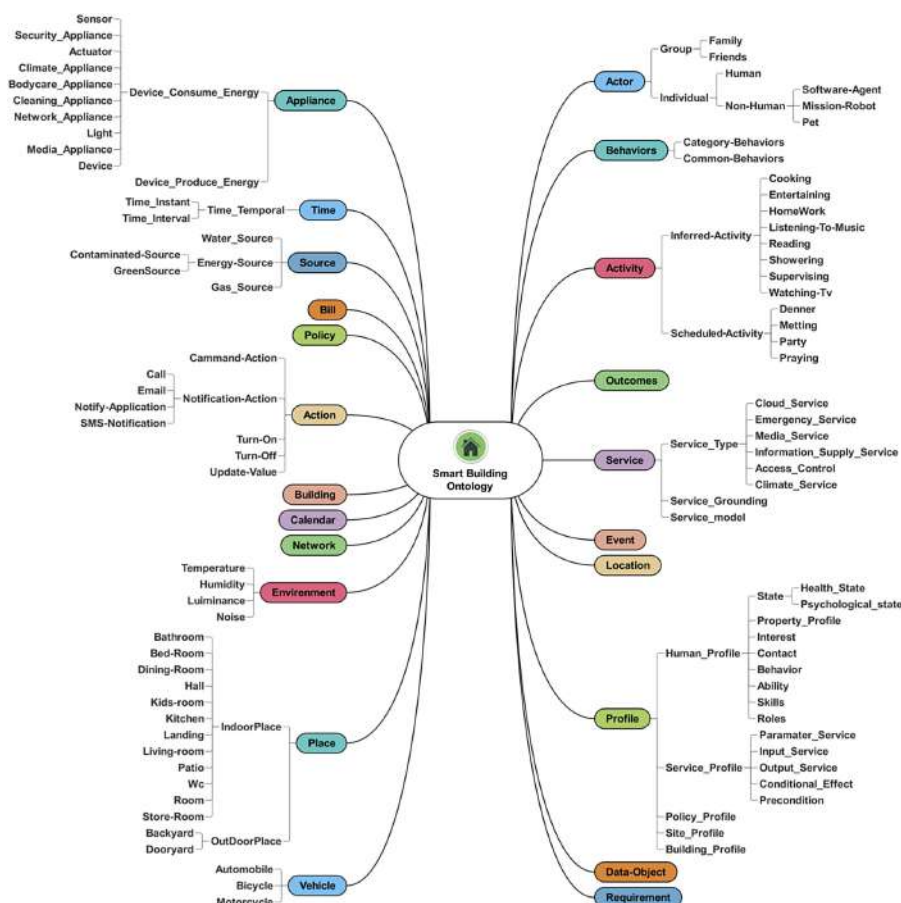 Smart Building
Ontology
Appliance
Device_Consume_Energy
Sensor
Security_Appliance
Actuator
Climate_Appliance
Bodycare_Appliance
Cleaning_Appliance
Network_Appliance
Light
Media_Appliance
Device
Device_Produce_Energy
Time
Time_Temporal
Time_Instant
Time_Interval
Source
Water_Source
Energy-Source
Contaminated-Source
GreenSource
Gas_Source
Bill
Policy
Action
Cammand-Action
Notification-Action
Call
Email
Notify-Application
SMS-Notification
Turn-On
Turn-Off
Update-Value
Building
Calendar
Network
Envirenment
Temperature
Humidity
Luiminance
Noise
Place
IndoorPlace
Bathroom
Bed-Room
Dining-Room
Hall
Kids-room
Kitchen
Landing
Living-room
Patio
Wc
Room
Store-Room
OutDoorPlace
Backyard
Dooryard
Vehicle
Automobile
Bicycle
Motorcycle
Actor
Group
Family
Friends
Individual
Human
Non-Human
Software-Agent
Mission-Robot
Pet
Behaviors
Category-Behaviors
Common-Behaviors
Activity
Inferred-Activity
Cooking
Entertaining
HomeWork
Listening-To-Music
Reading
Showering
Supervising
Watching-Tv
Scheduled-Activity
Denner
Metting
Party
Praying
Outcomes
Service
Service_Type
Cloud_Service
Emergency_Service
Media_Service
Information_Supply_Service
Access_Control
Climate_Service
Service_Grounding
Service_model
Event
Location
Profile
Human_Profile
State
Health_State
Psychological_state
Property_Profile
Interest
Contact
Behavior
Ability
Skills
Roles
Service_Profile
Paramater_Service
Input_Service
Output_Service
Conditional_Effect
Precondition
Policy_Profile
Site_Profile
Building_Profile
Data-Object
Requirement